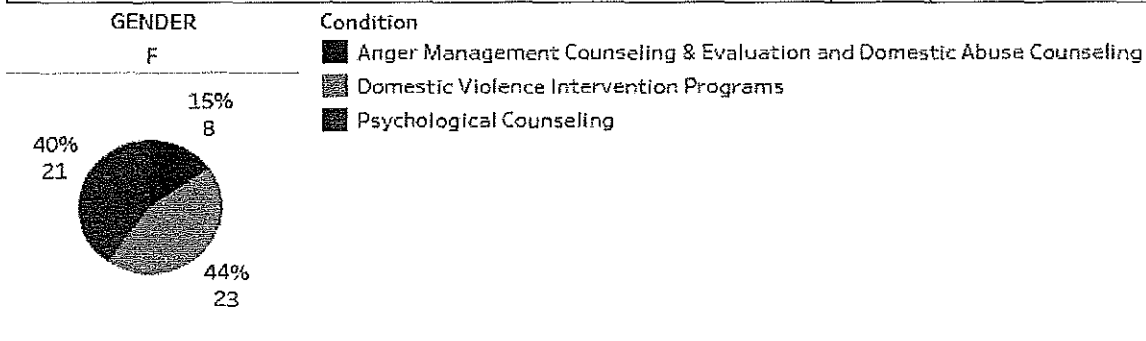 GENDER
F
Condition
Anger Management Counseling & Evaluation and Domestic Abuse Counseling
Domestic Violence Intervention Programs
Psychological Counseling
15%
8
40%
21
44%
23